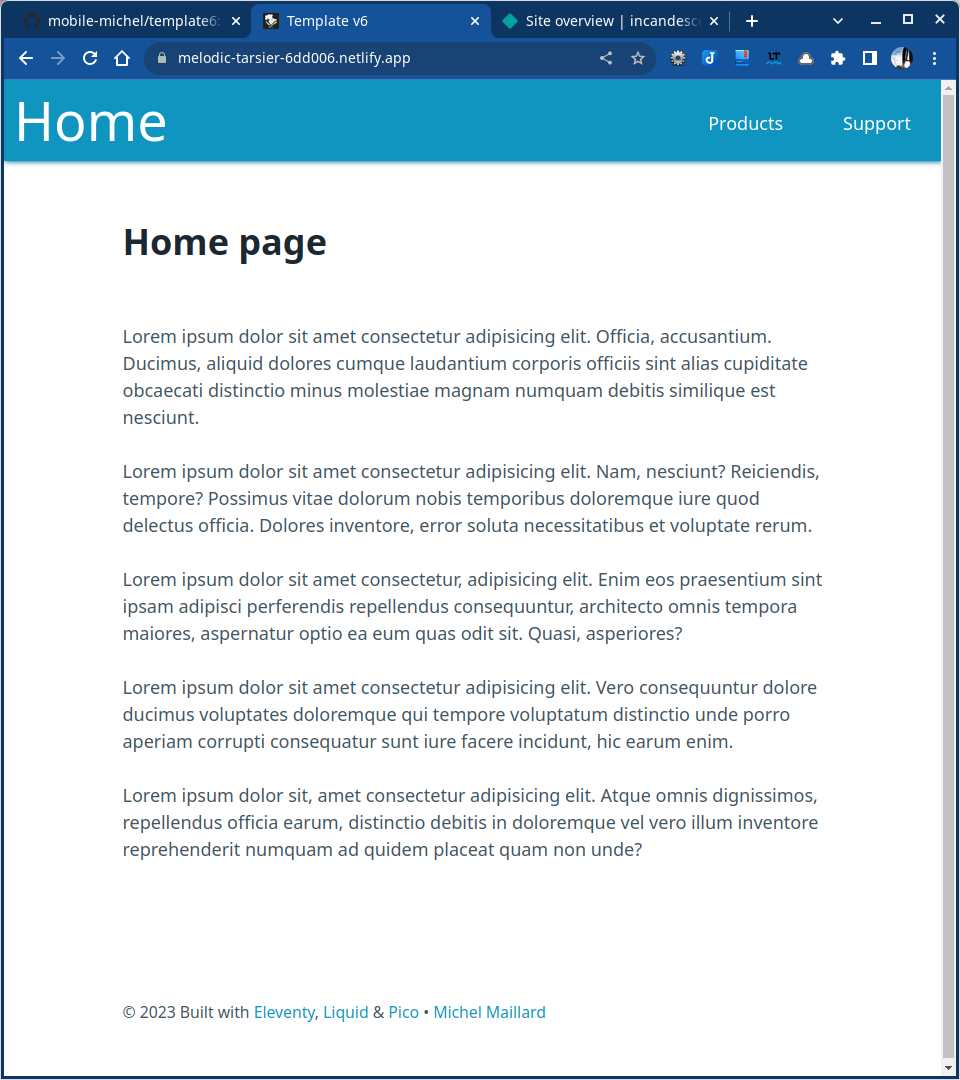 mobile-michel/template6:
Template v6
Site overview | incandesc
melodic-tarsier-6dd006.netlify.app
Home
Products
Support
Home page
Lorem ipsum dolor sit amet consectetur adipisicing elit. Officia, accusantium.
Ducimus, aliquid dolores cumque laudantium corporis officiis sint alias cupiditate
obcaecati distinctio minus molestiae magnam numquam debitis similique est
nesciunt.
Lorem ipsum dolor sit amet consectetur adipisicing elit. Nam, nesciunt? Reiciendis,
tempore? Possimus vitae dolorum nobis temporibus doloremque iure quod
delectus officia. Dolores inventore, error soluta necessitatibus et voluptate rerum.
Lorem ipsum dolor sit amet consectetur, adipisicing elit. Enim eos praesentium sint
ipsam adipisci perferendis repellendus consequuntur, architecto omnis tempora
maiores, aspernatur optio ea eum quas odit sit. Quasi, asperiores?
Lorem ipsum dolor sit amet consectetur adipisicing elit. Vero consequuntur dolore
ducimus voluptates doloremque qui tempore voluptatum distinctio unde porro
aperiam corrupti consequatur sunt iure facere incidunt, hic earum enim.
Lorem ipsum dolor sit, amet consectetur adipisicing elit. Atque omnis dignissimos,
repellendus officia earum, distinctio debitis in doloremque vel vero illum inventore
reprehenderit numquam ad quidem placeat quam non unde?
© 2023 Built with Eleventy, Liquid & Pico • Michel Maillard